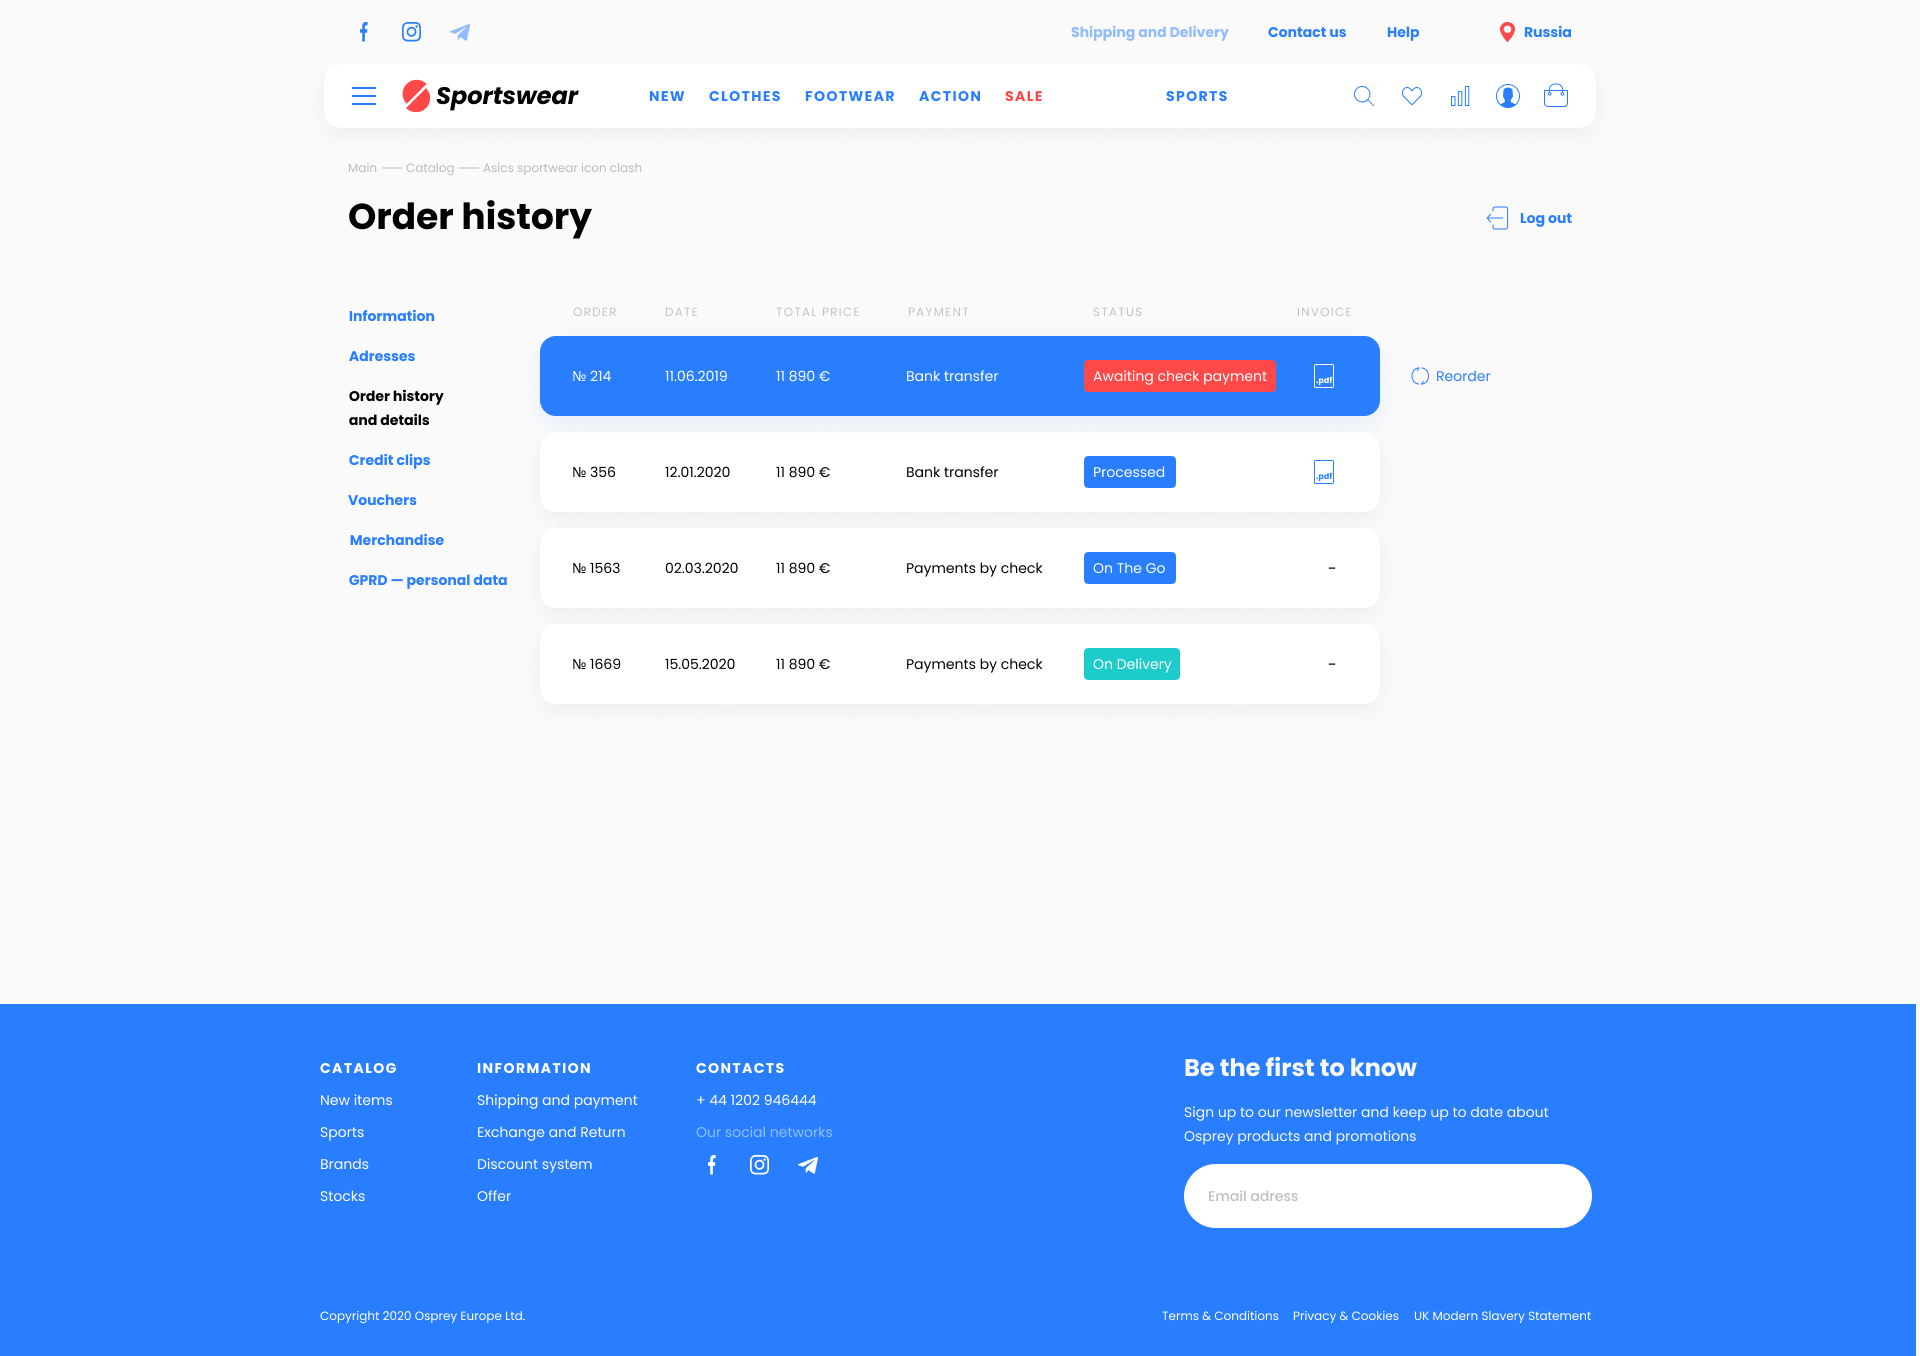 Shipping and Delivery Contact us Help Russia
Sportswear NEW CLOTHES FOOTWEAR ACTION SALE SPORTS
Main — Catalog — Asics sportwear icon clash
Order history
Log out
Information
Adresses
Order history
and details
Credit clips
Vouchers
Merchandise
GPRD — personal data
ORDER DATE TOTAL PRICE PAYMENT STATUS INVOICE
№ 214 11.06.2019 11 890 € Bank transfer Awaiting check payment .pdf Reorder
№ 356 12.01.2020 11 890 € Bank transfer Processed .pdf
№ 1563 02.03.2020 11 890 € Payments by check On The Go -
№ 1669 15.05.2020 11 890 € Payments by check On Delivery -
CATALOG
New items
Sports
Brands
Stocks
INFORMATION
Shipping and payment
Exchange and Return
Discount system
Offer
CONTACTS
+ 44 1202 946444
Our social networks
Be the first to know
Sign up to our newsletter and keep up to date about
Osprey products and promotions
Email adress
Copyright 2020 Osprey Europe Ltd.
Terms & Conditions Privacy & Cookies UK Modern Slavery Statement